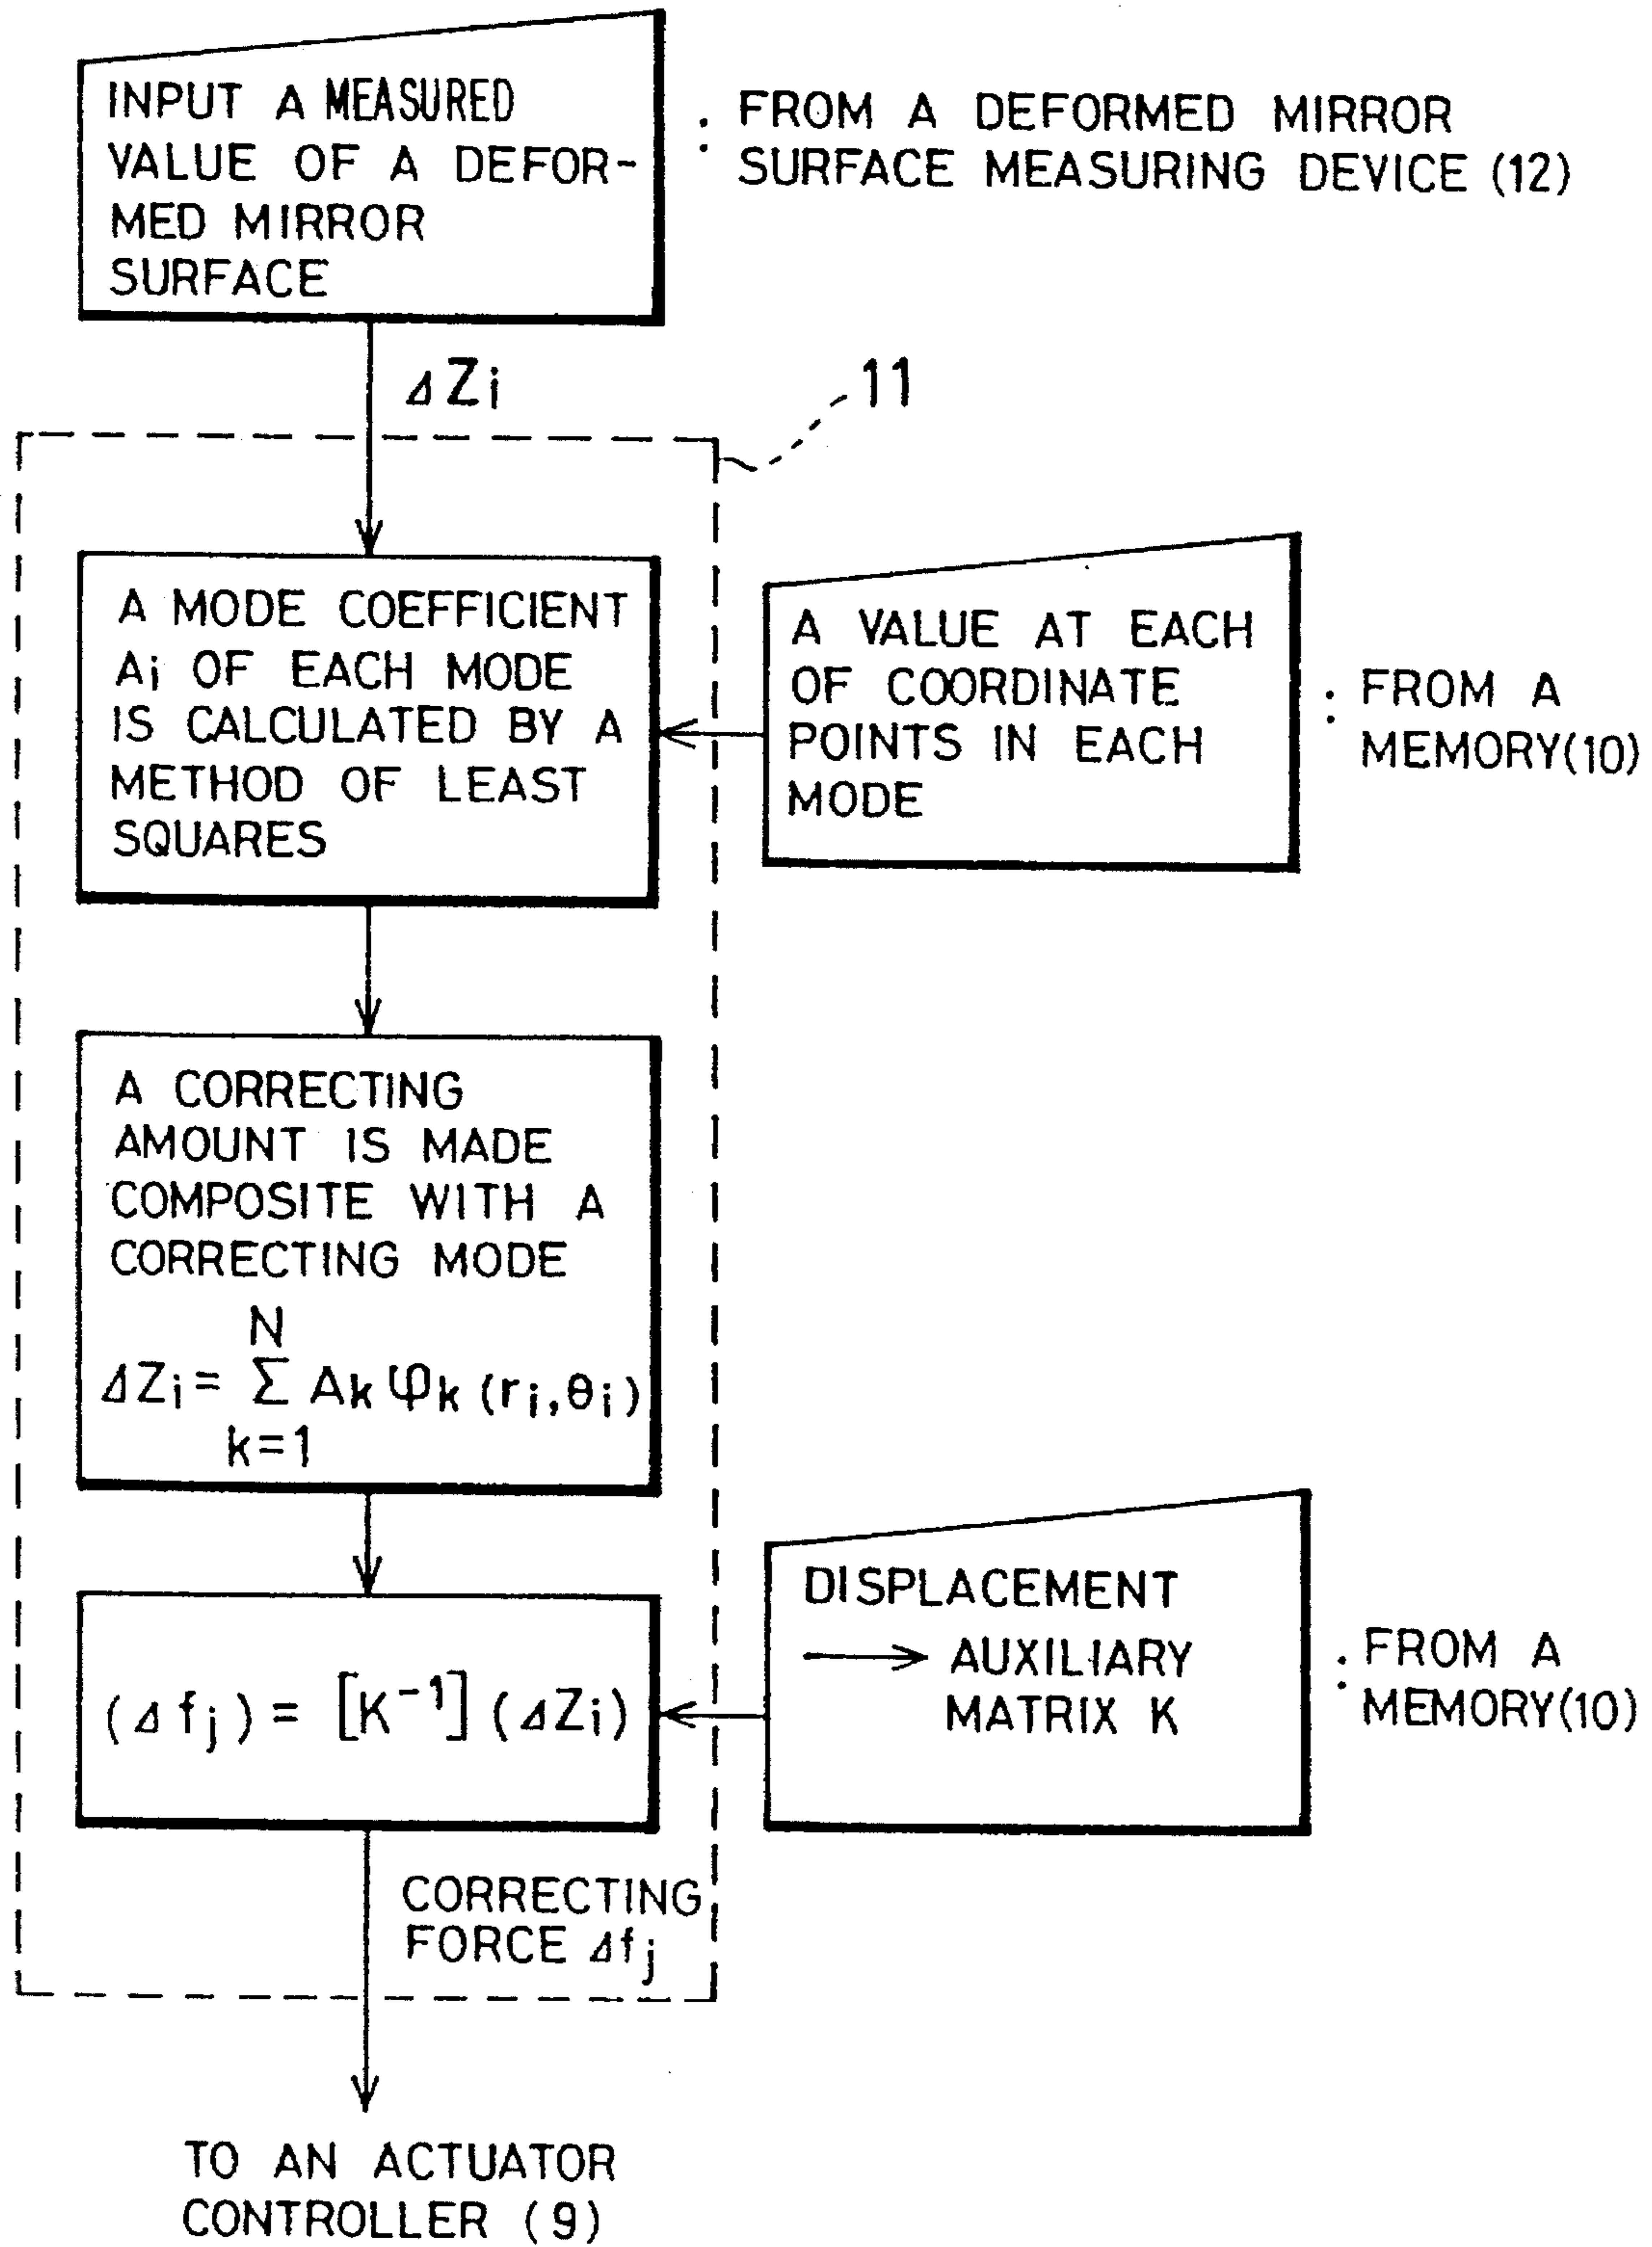 INPUT A MEASURED
VALUE OF A DEFOR-
MED MIRROR
SURFACE
: FROM A DEFORMED MIRROR
SURFACE MEASURING DEVICE (12)
ΔZi
11
A MODE COEFFICIENT
Ai OF EACH MODE
IS CALCULATED BY A
METHOD OF LEAST
SQUARES
A VALUE AT EACH
OF COORDINATE
POINTS IN EACH
MODE
: FROM A
MEMORY(10)
A CORRECTING
AMOUNT IS MADE
COMPOSITE WITH A
CORRECTING MODE
N
ΔZi = Σ Ak φk (ri, θi)
k=1
(Δfj) = [K⁻¹] (ΔZi)
DISPLACEMENT
→ AUXILIARY
MATRIX K
: FROM A
MEMORY(10)
CORRECTING
FORCE Δfj
TO AN ACTUATOR
CONTROLLER (9)